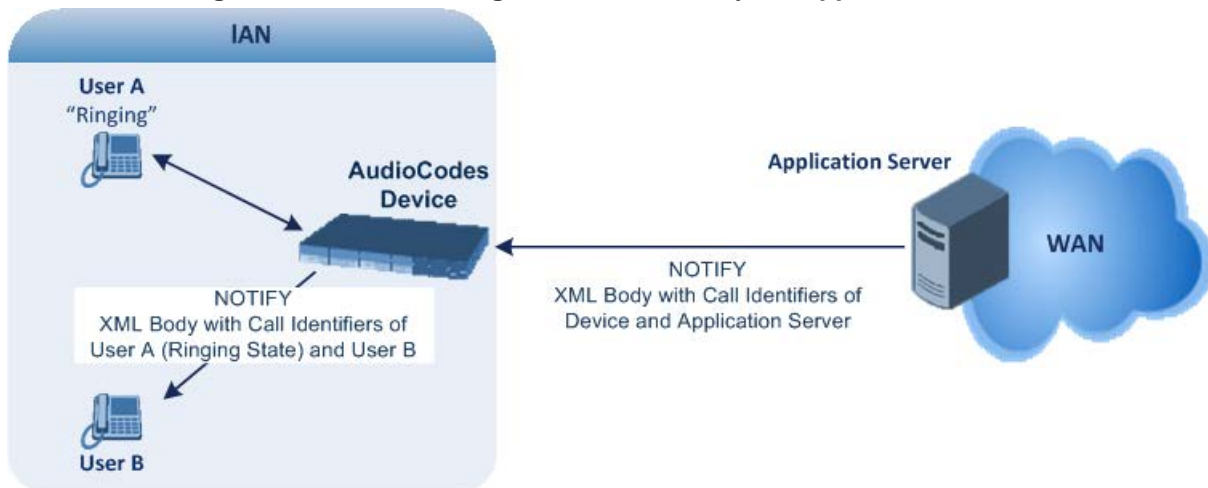 lAN
User A
"Ringing"
AudioCodes
Device
Application Server
WAN
NOTIFY
XML Body with Call Identifiers of
Device and Application Server
NOTIFY
XML Body with Call Identifiers of
User A (Ringing State) and User B
User B